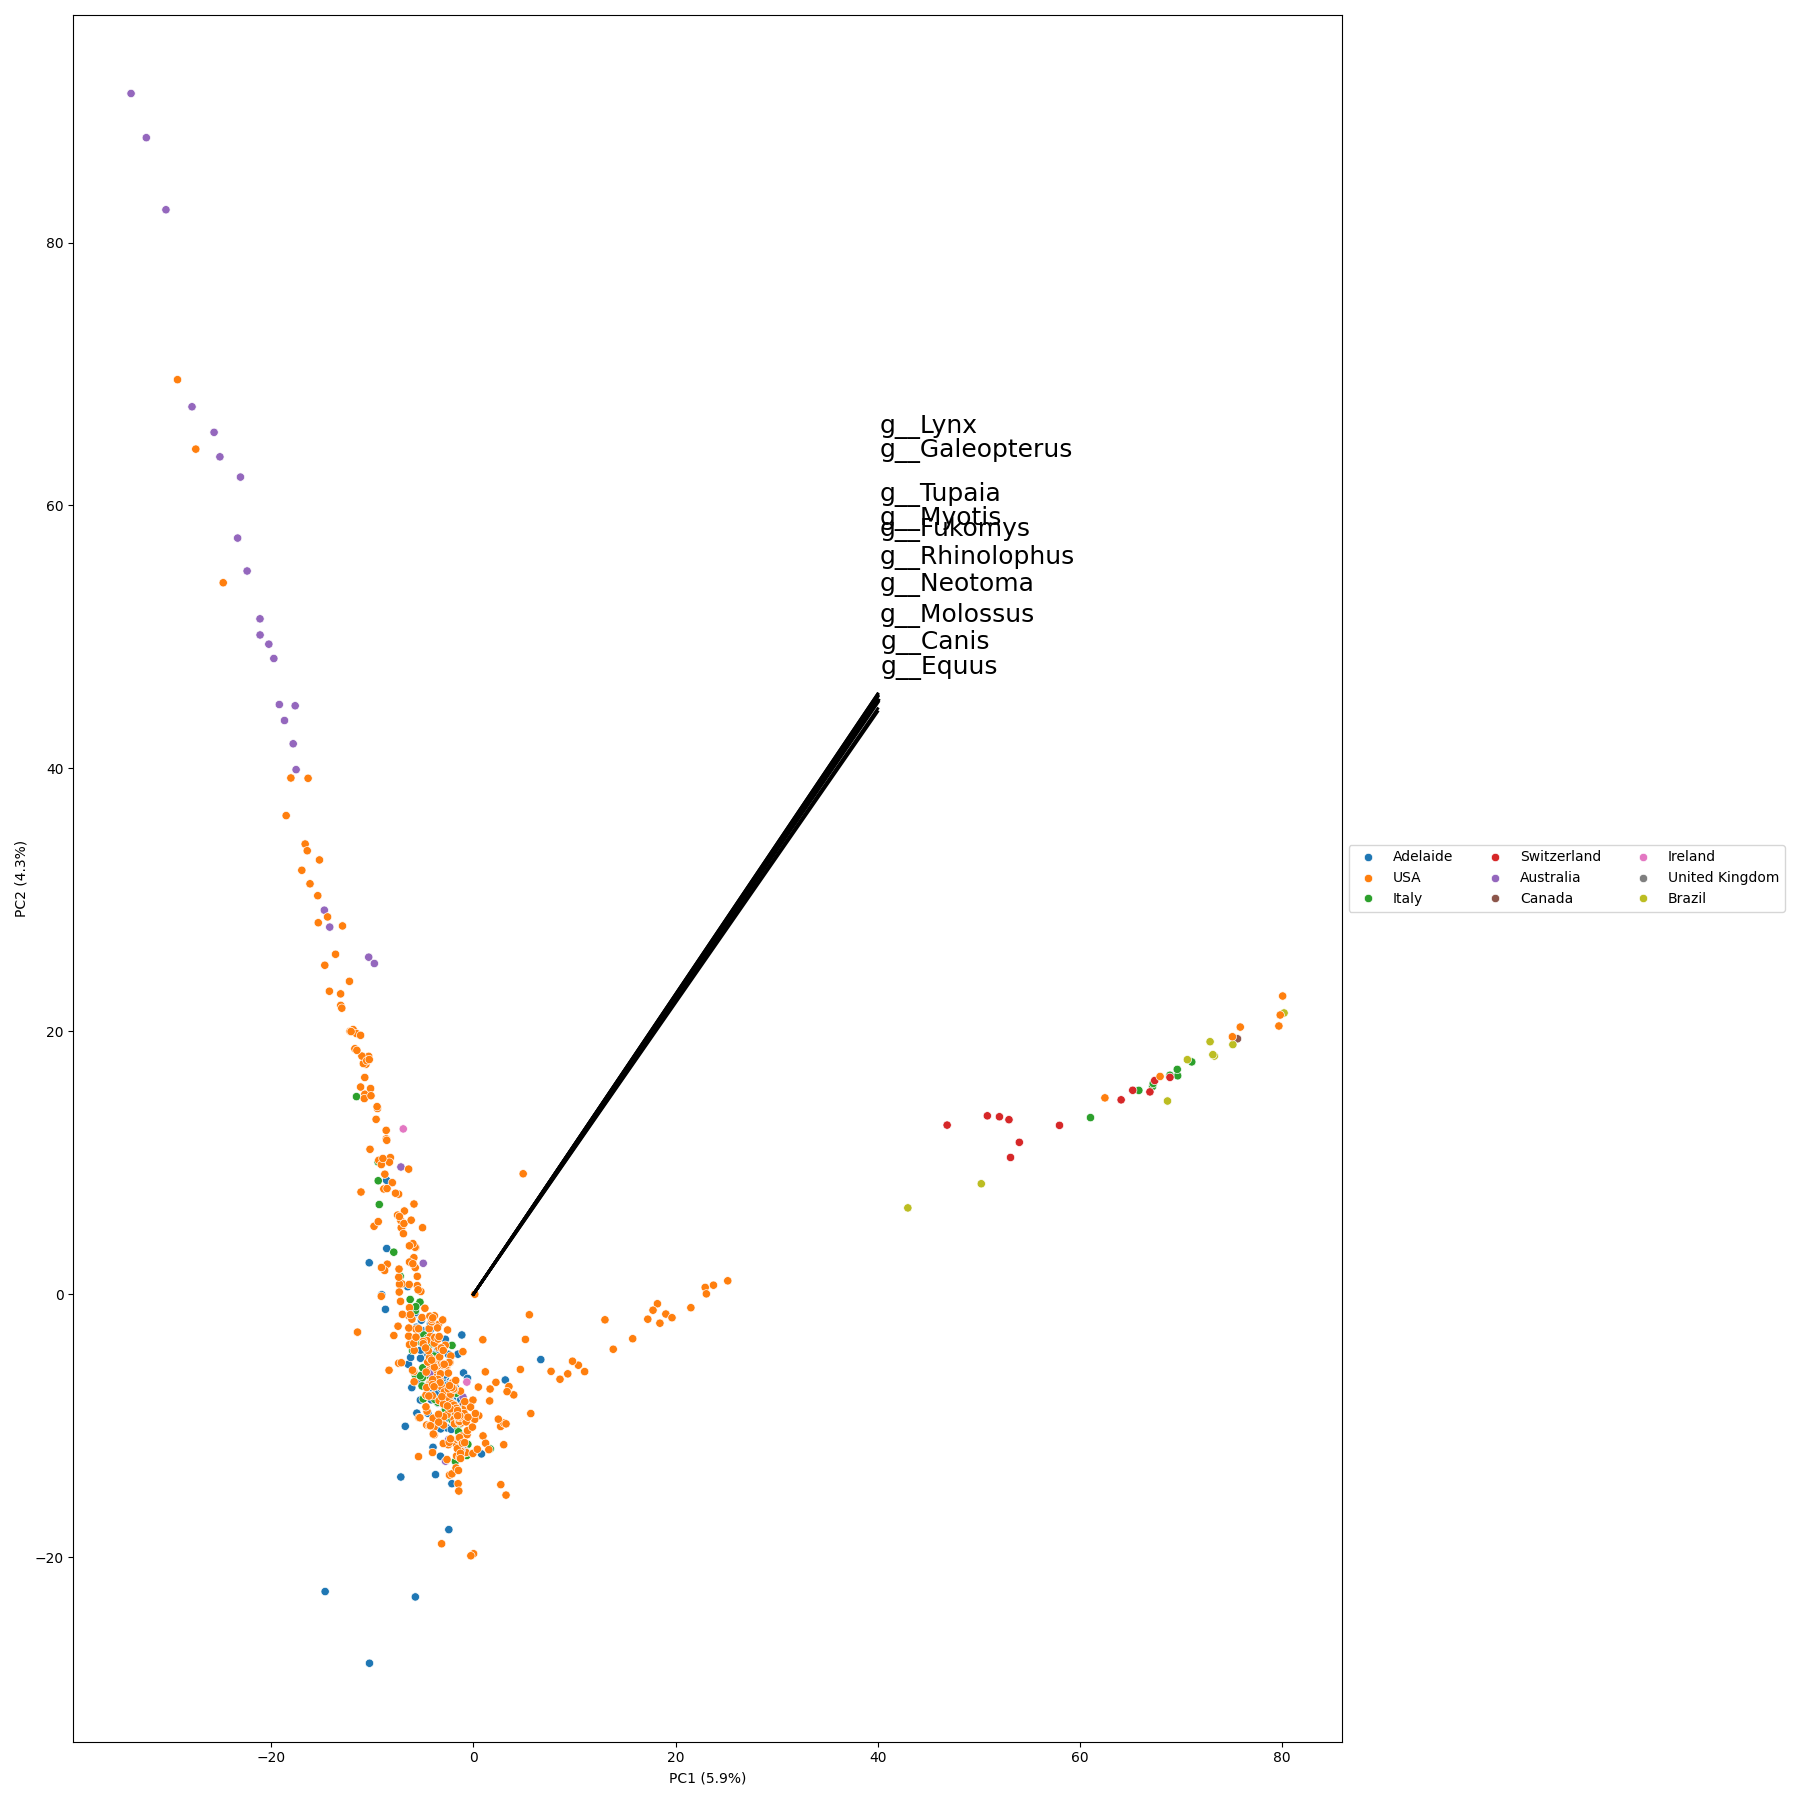 80
60
40
20
0
−20
PC2 (4.3%)
g__Lynx
g__Galeopterus
g__Tupaia
g__Myotis
g__Fukomys
g__Rhinolophus
g__Neotoma
g__Molossus
g__Canis
g__Equus
−20 0 20 40 60 80
PC1 (5.9%)
Adelaide Switzerland Ireland
USA Australia United Kingdom
Italy Canada Brazil